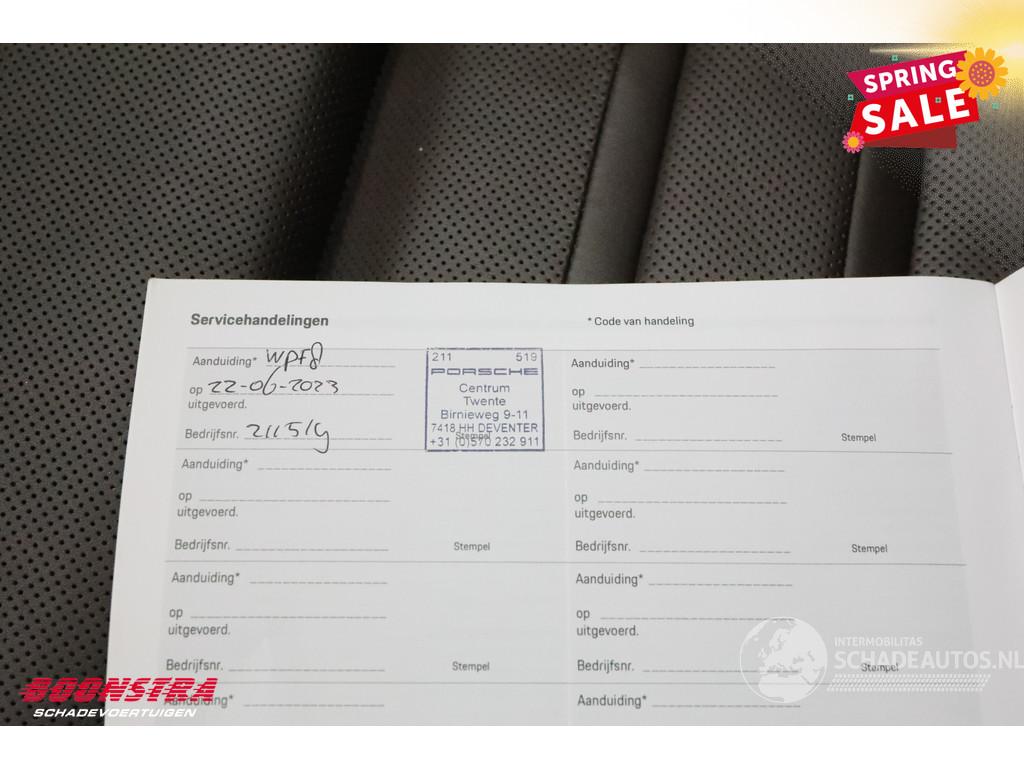 SPRING
SALE
Servicehandelingen
* Code van handeling
Aanduiding* WPF8
op 22-06-2023
uitgevoerd.
Bedrijfsnr. 211519
211 519
PORSCHE
Centrum
Twente
Birnieweg 9-11
7418 HH DEVENTER
Stempel
+31 (0)570 232 911
Aanduiding*
op
uitgevoerd.
Bedrijfsnr.
Stempel
Aanduiding*
op
uitgevoerd.
Bedrijfsnr.
Stempel
Aanduiding*
op
uitgevoerd.
Bedrijfsnr.
Stempel
Aanduiding*
op
uitgevoerd.
Bedrijfsnr.
Stempel
Aanduiding*
op
uitgevoerd.
Bedrijfsnr.
Stempel
Aanduiding*
Aanduiding*
BOONSTRA
SCHADEVOERTUIGEN
INTERMOBILITAS
SCHADEAUTOS.NL